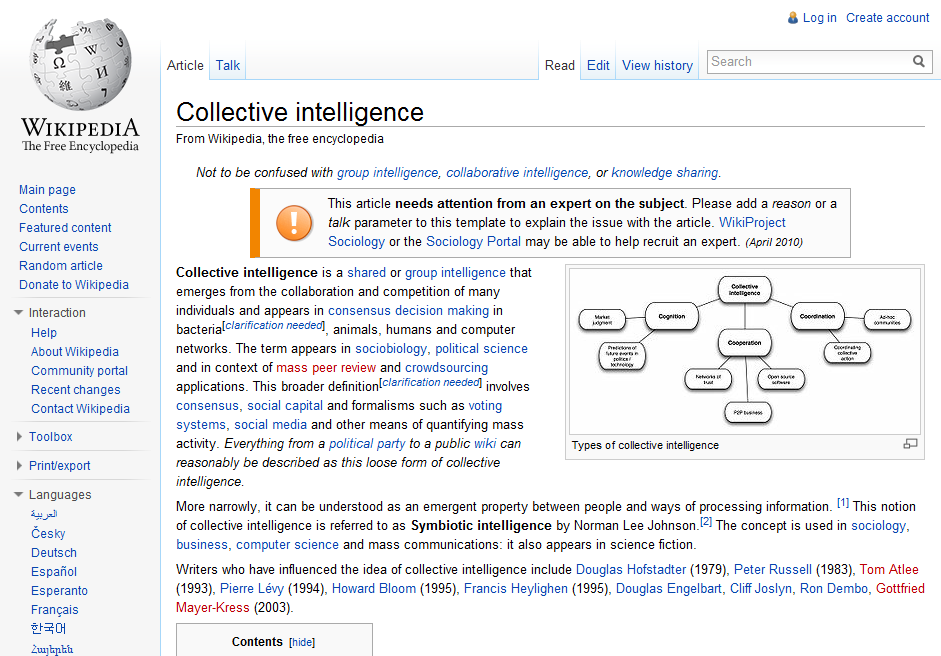 Log in Create account
WIKIPEDIA
The Free Encyclopedia
Article Talk
Read Edit View history
Search
Main page
Contents
Featured content
Current events
Random article
Donate to Wikipedia
Interaction
Help
About Wikipedia
Community portal
Recent changes
Contact Wikipedia
Toolbox
Print/export
Languages
العربية
Česky
Deutsch
Español
Esperanto
Français
한국어
Հայերեն
Collective intelligence
From Wikipedia, the free encyclopedia
Not to be confused with group intelligence, collaborative intelligence, or knowledge sharing.
This article needs attention from an expert on the subject. Please add a reason or a
talk parameter to this template to explain the issue with the article. WikiProject
Sociology or the Sociology Portal may be able to help recruit an expert. (April 2010)
Collective intelligence is a shared or group intelligence that
emerges from the collaboration and competition of many
individuals and appears in consensus decision making in
bacteria[clarification needed], animals, humans and computer
networks. The term appears in sociobiology, political science
and in context of mass peer review and crowdsourcing
applications. This broader definition[clarification needed] involves
consensus, social capital and formalisms such as voting
systems, social media and other means of quantifying mass
activity. Everything from a political party to a public wiki can
reasonably be described as this loose form of collective
intelligence.
Collective
intelligence
Cognition
Coordination
Market
judgment
Ad-hoc
communities
Cooperation
Predictions of
future events in
politics /
technology
Coordinating
collective
action
Networks of
trust
Open source
software
P2P business
Types of collective intelligence
More narrowly, it can be understood as an emergent property between people and ways of processing information. [1] This notion
of collective intelligence is referred to as Symbiotic intelligence by Norman Lee Johnson.[2] The concept is used in sociology,
business, computer science and mass communications: it also appears in science fiction.
Writers who have influenced the idea of collective intelligence include Douglas Hofstadter (1979), Peter Russell (1983), Tom Atlee
(1993), Pierre Lévy (1994), Howard Bloom (1995), Francis Heylighen (1995), Douglas Engelbart, Cliff Joslyn, Ron Dembo, Gottfried
Mayer-Kress (2003).
Contents [hide]